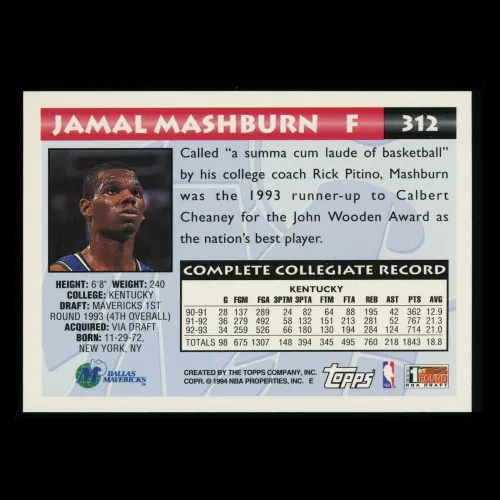 JAMAL MASHBURN F 312
Called “a summa cum laude of basketball”
by his college coach Rick Pitino, Mashburn
was the 1993 runner-up to Calbert
Cheaney for the John Wooden Award as
the nation's best player.
HEIGHT: 6'8" WEIGHT: 240
COLLEGE: KENTUCKY
DRAFT: MAVERICKS 1ST
ROUND 1993 (4TH OVERALL)
ACQUIRED: VIA DRAFT
BORN: 11-29-72,
NEW YORK, NY
DALLAS
MAVERICKS
COMPLETE COLLEGIATE RECORD
KENTUCKY
G FGM FGA 3PTM 3PTA FTM FTA REB AST PTS AVG
90-91 28 137 289 24 82 64 88 195 42 362 12.9
91-92 36 279 492 58 132 151 213 281 52 767 21.3
92-93 34 259 526 66 180 130 194 284 124 714 21.0
TOTALS 98 675 1307 148 394 345 495 760 218 1843 18.8
CREATED BY THE TOPPS COMPANY, INC.
COPR. © 1994 NBA PROPERTIES, INC. E
Topps
NBA
1st
ROUND
NBA DRAFT